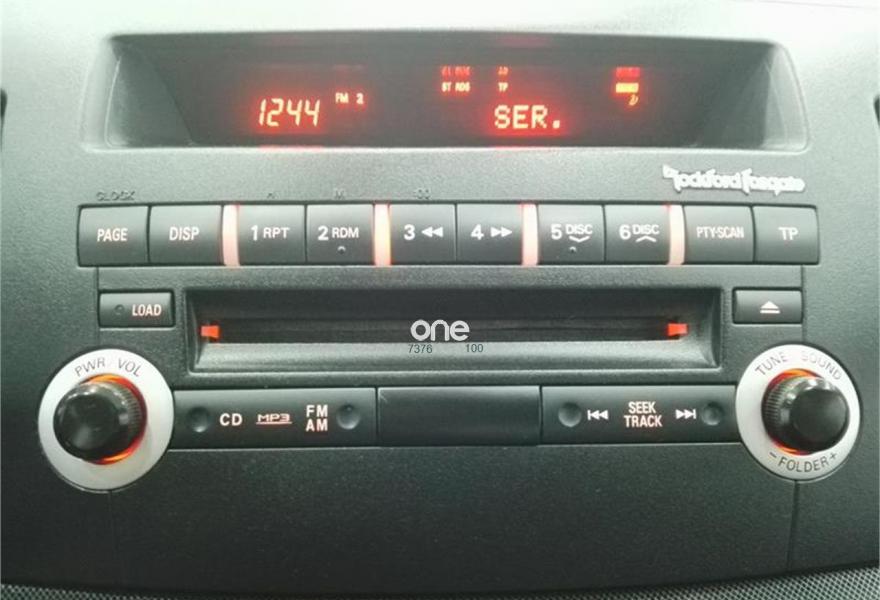 ST RDS TP
1244 FM 2 SER.
Rockford Fosgate
CLOCK H M :00
PAGE DISP 1 RPT 2 RDM 3 4 5 DISC 6 DISC PTY·SCAN TP
LOAD
one
7376 100
PWR/VOL
TUNE SOUND
CD MP3 FM AM
SEEK TRACK
- FOLDER +